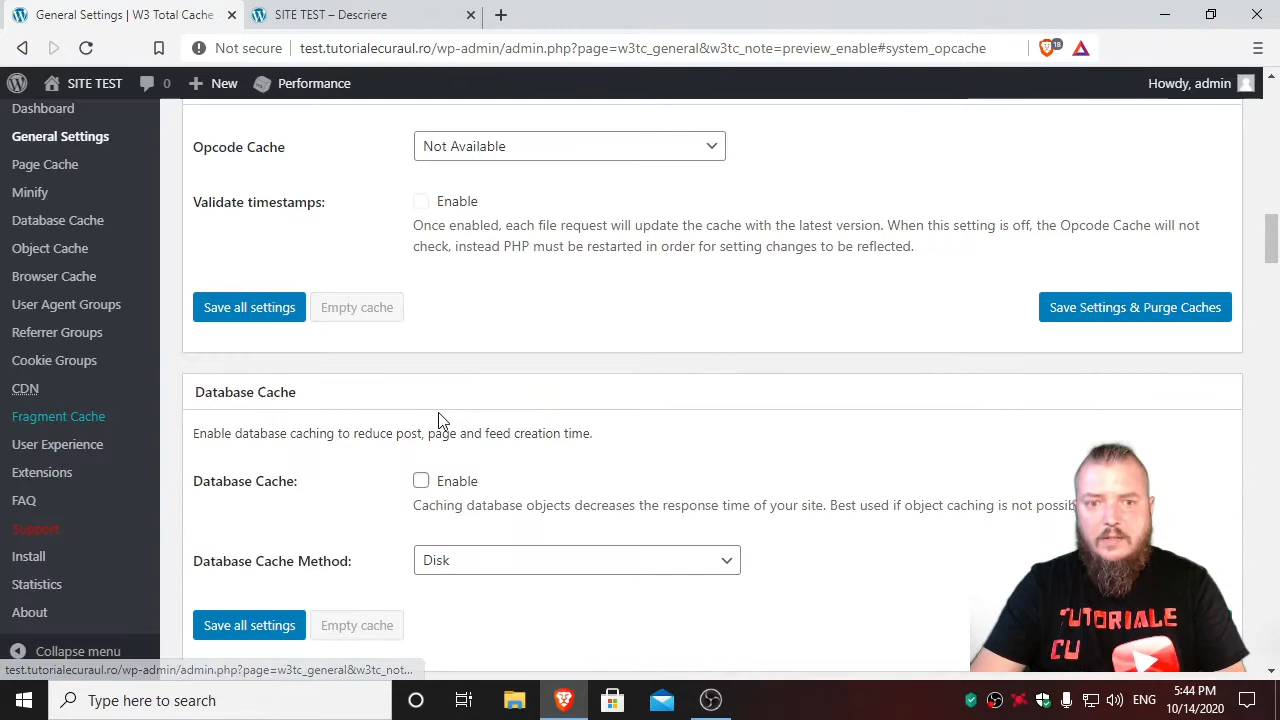 General Settings | W3 Total Cache
SITE TEST – Descriere
Not secure
test.tutorialecuraul.ro/wp-admin/admin.php?page=w3tc_general&w3tc_note=preview_enable#system_opcache
18
SITE TEST
0
New
Performance
Howdy, admin
Dashboard
General Settings
Page Cache
Minify
Database Cache
Object Cache
Browser Cache
User Agent Groups
Referrer Groups
Cookie Groups
CDN
Fragment Cache
User Experience
Extensions
FAQ
Support
Install
Statistics
About
Collapse menu
Opcode Cache
Not Available
Validate timestamps:
Enable
Once enabled, each file request will update the cache with the latest version. When this setting is off, the Opcode Cache will not
check, instead PHP must be restarted in order for setting changes to be reflected.
Save all settings
Empty cache
Save Settings & Purge Caches
Database Cache
Enable database caching to reduce post, page and feed creation time.
Database Cache:
Enable
Caching database objects decreases the response time of your site. Best used if object caching is not possib
Database Cache Method:
Disk
Save all settings
Empty cache
TUTORIALE
CU
test.tutorialecuraul.ro/wp-admin/admin.php?page=w3tc_general&w3tc_not...
Type here to search
ENG
5:44 PM
10/14/2020